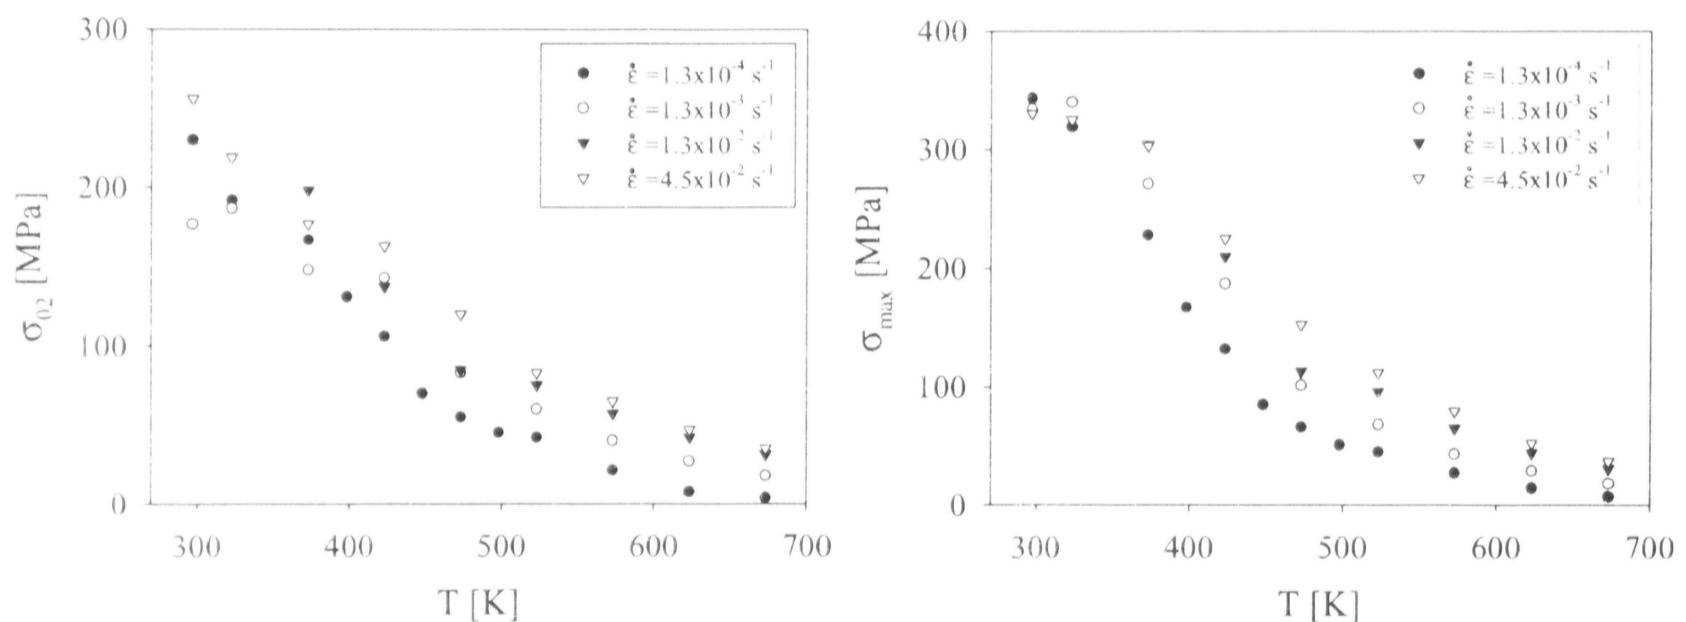 300
200
100
0
σ02 [MPa]
ε̇ =1.3x10⁻⁴ s⁻¹
ε̇ =1.3x10⁻³ s⁻¹
ε̇ =1.3x10⁻² s⁻¹
ε̇ =4.5x10⁻² s⁻¹
300 400 500 600 700
T [K]
400
300
200
100
0
σmax [MPa]
ε̇ =1.3x10⁻⁴ s⁻¹
ε̇ =1.3x10⁻³ s⁻¹
ε̇ =1.3x10⁻² s⁻¹
ε̇ =4.5x10⁻² s⁻¹
300 400 500 600 700
T [K]